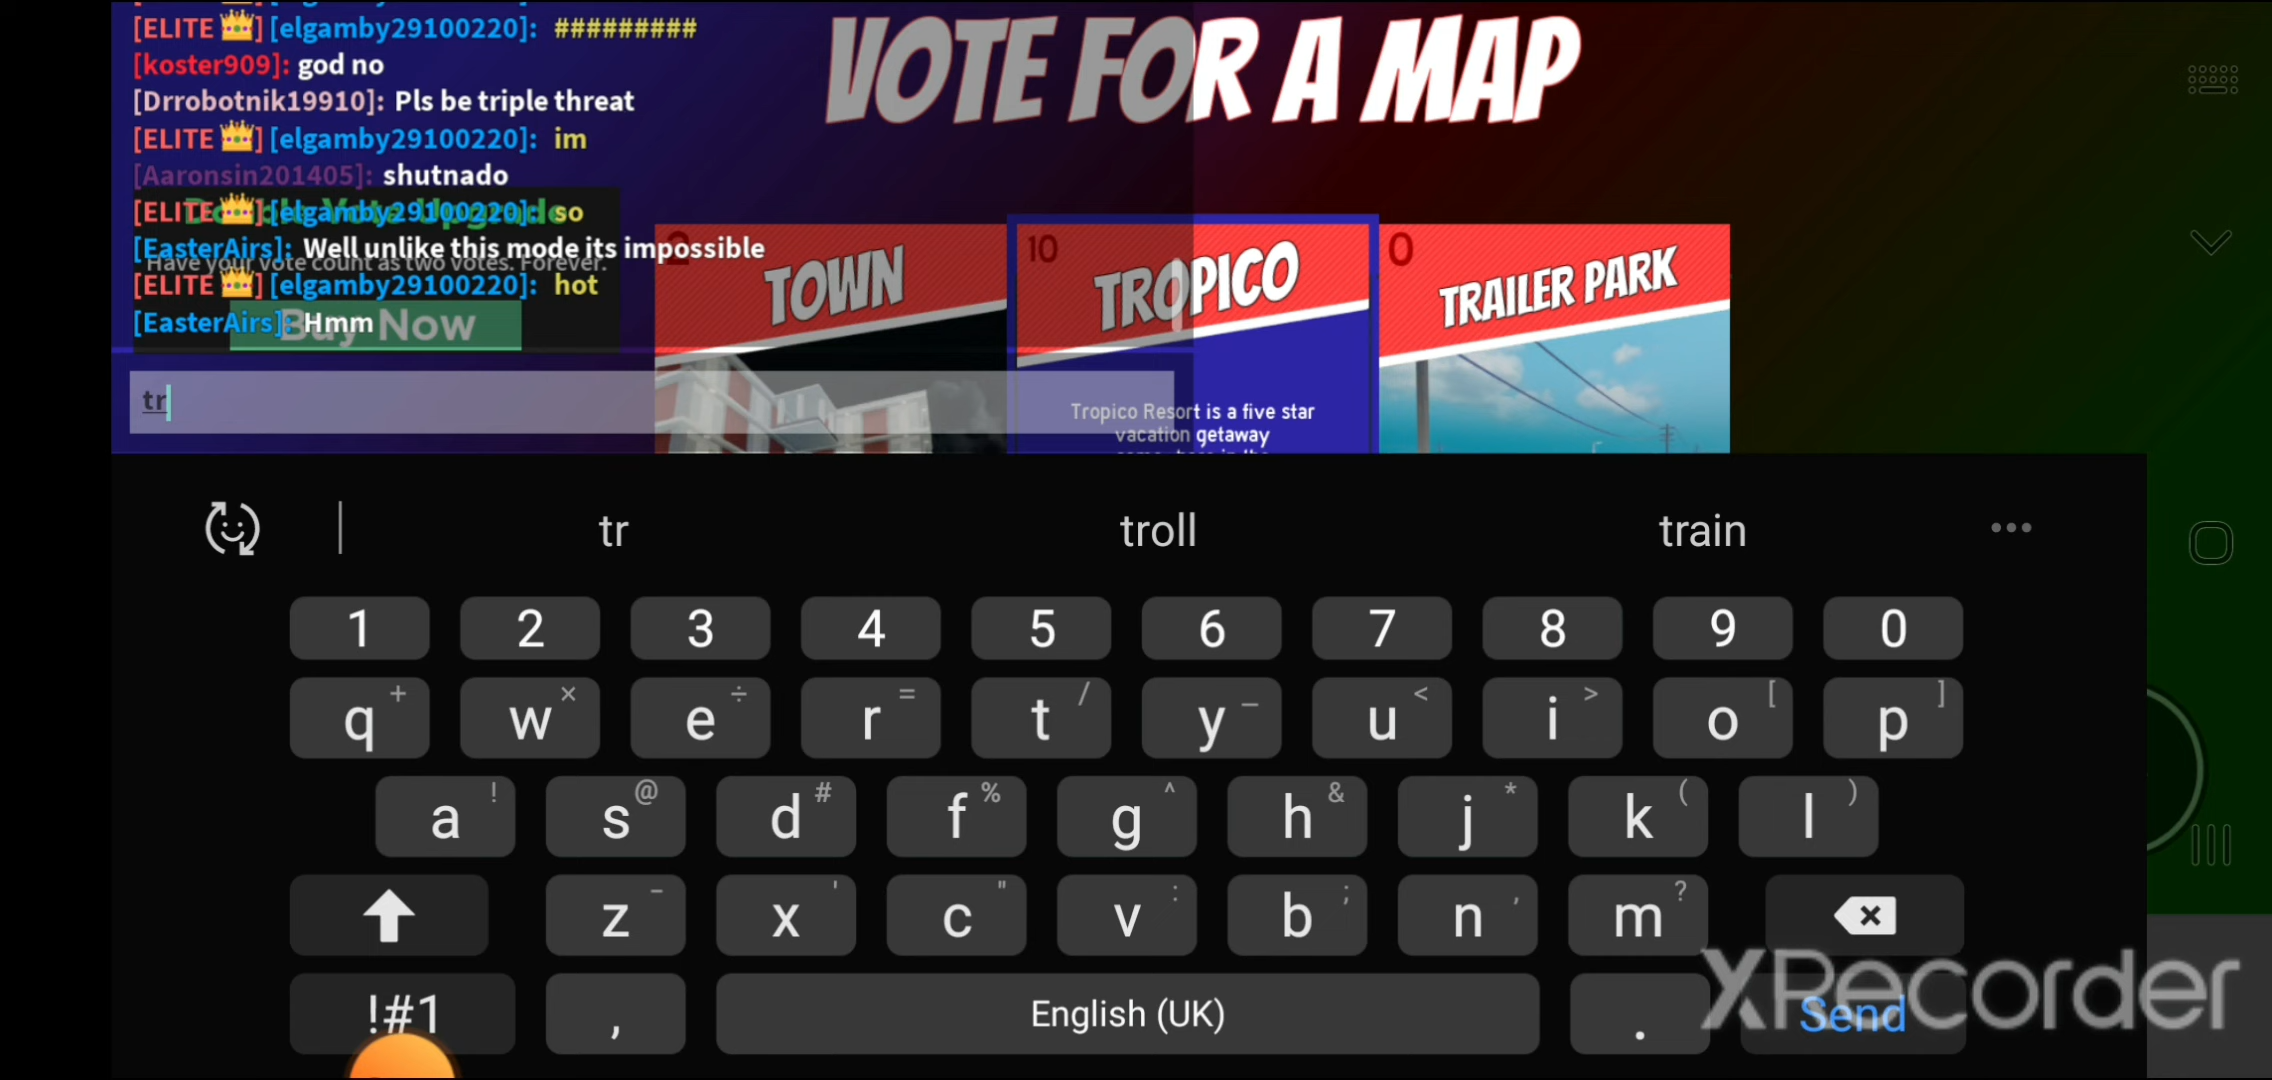 [ELITE 👑] [elgamby29100220]: #########
[koster909]: god no
[Drrobotnik19910]: Pls be triple threat
[ELITE 👑] [elgamby29100220]: im
[Aaronsin201405]: shutnado
[ELITE 👑] [elgamby29100220]: so
[EasterAirs]: Well unlike this mode its impossible
[ELITE 👑] [elgamby29100220]: hot
[EasterAirs]: Hmm
Double Vote Upgrade
Have your vote count as two votes. Forever.
Buy Now
VOTE FOR A MAP
TOWN
10
TROPICO
0
TRAILER PARK
Tropico Resort is a five star
vacation getaway
tr
tr troll train
1 2 3 4 5 6 7 8 9 0
q + w × e ÷ r = t / y _ u < i > o [ p ]
a ! s @ d # f % g ^ h & j * k ( l )
z - x ' c " v : b ; n , m ?
!#1 , English (UK) . Send
XRecorder